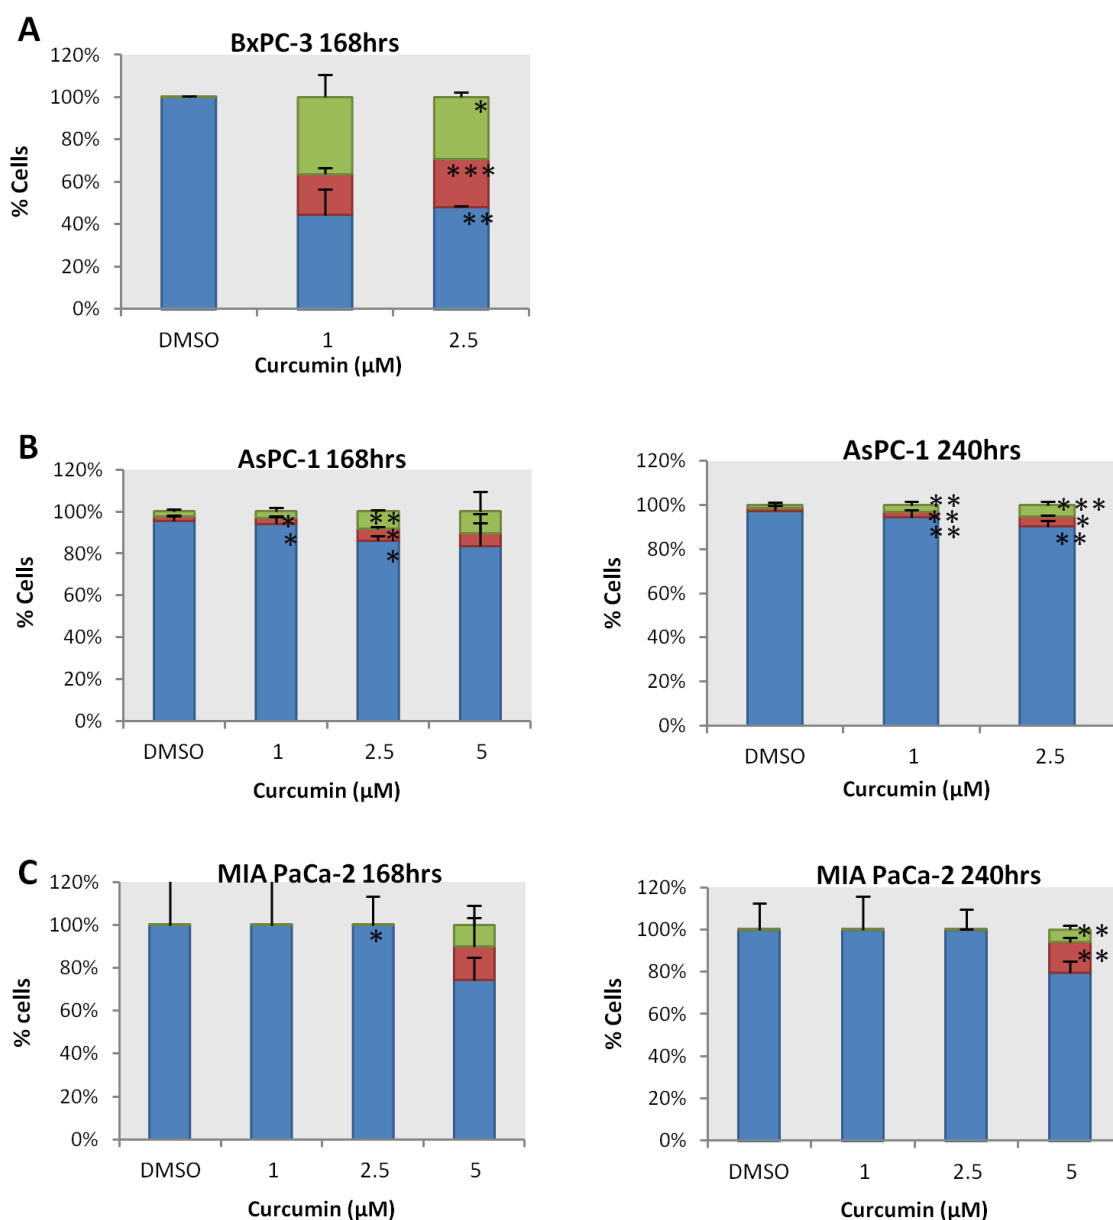 A
BxPC-3 168hrs
120%
100%
80%
60%
40%
20%
0%
% Cells
*
***
**
DMSO 1 2.5
Curcumin (µM)
B
AsPC-1 168hrs
120%
100%
80%
60%
40%
20%
0%
% Cells
*
*
**
*
*
DMSO 1 2.5 5
Curcumin (µM)
AsPC-1 240hrs
120%
100%
80%
60%
40%
20%
0%
% Cells
**
**
**
***
*
**
DMSO 1 2.5
Curcumin (µM)
C
MIA PaCa-2 168hrs
120%
100%
80%
60%
40%
20%
0%
% cells
*
DMSO 1 2.5 5
Curcumin (µM)
MIA PaCa-2 240hrs
120%
100%
80%
60%
40%
20%
0%
% Cells
**
**
DMSO 1 2.5 5
Curcumin (µM)